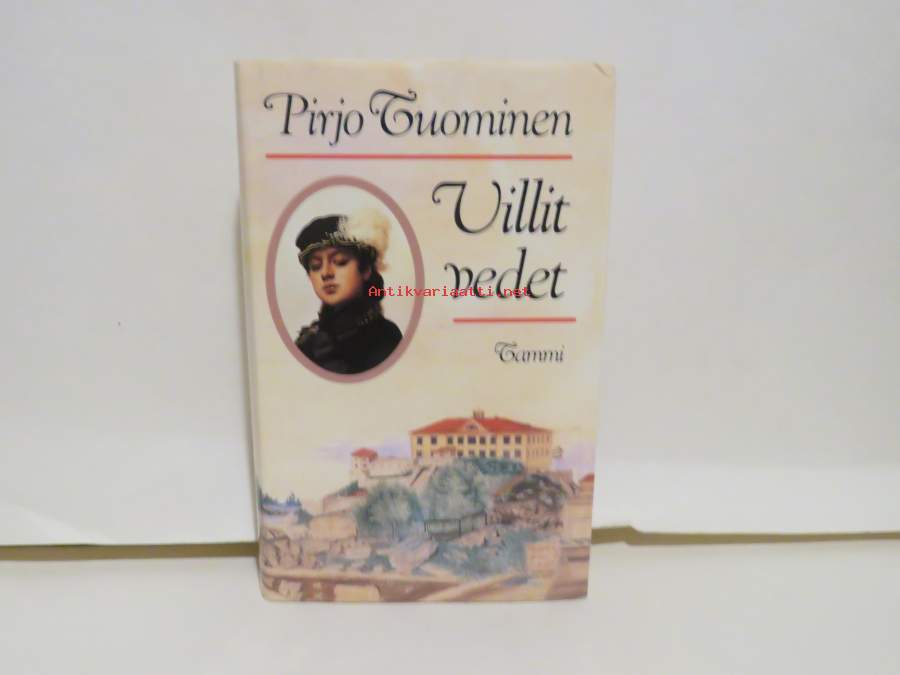 Pirjo Tuominen
Villit
vedet
Antikvariaatti.net
Tammi